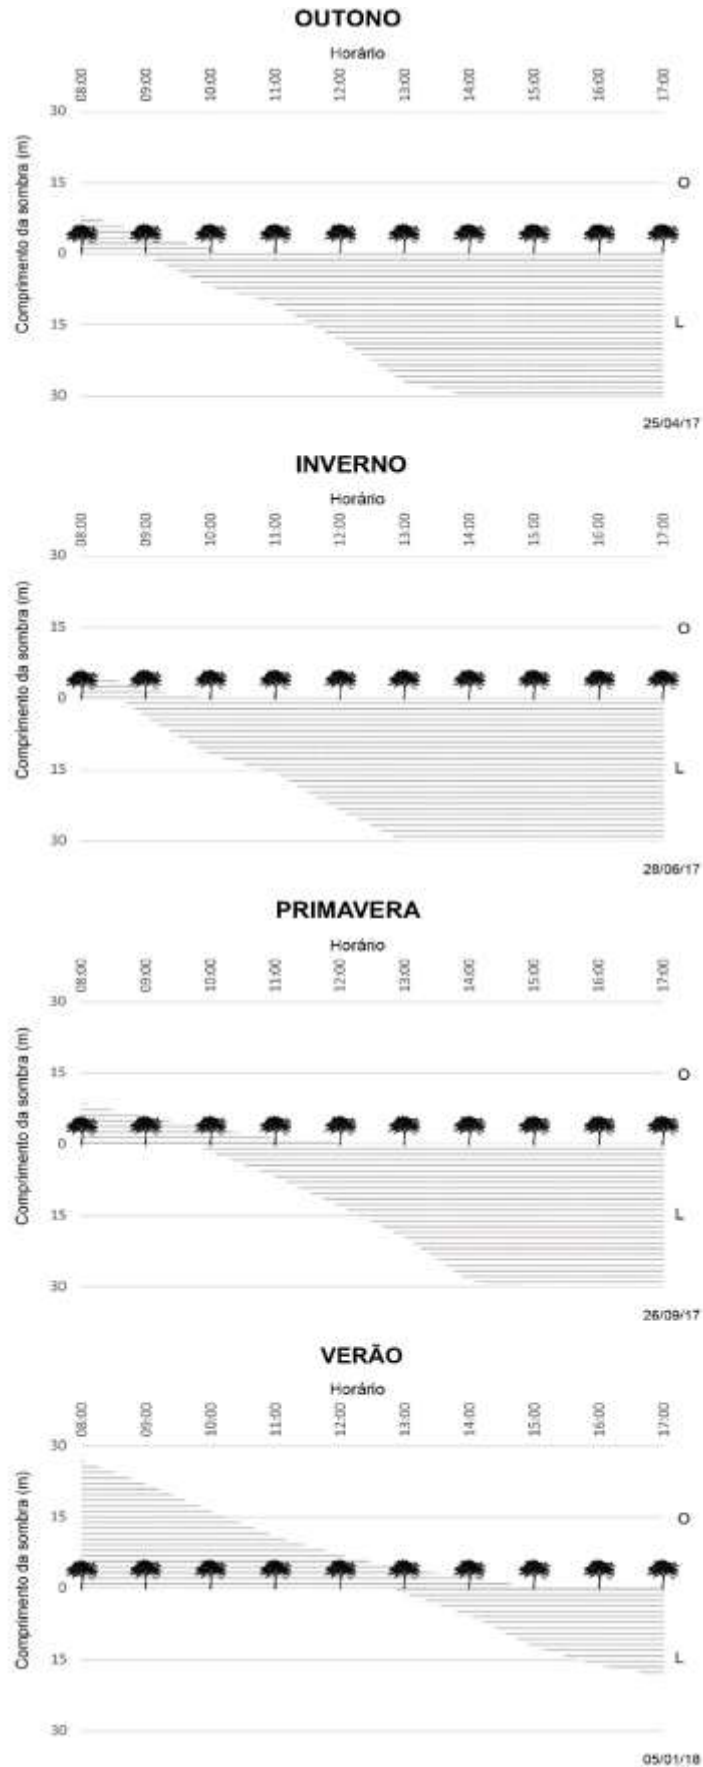 OUTONO
Horário
08:00 09:00 10:00 11:00 12:00 13:00 14:00 15:00 16:00 17:00
Comprimento da sombra (m)
30
15
0
15
30
O
L
25/04/17
INVERNO
Horário
08:00 09:00 10:00 11:00 12:00 13:00 14:00 15:00 16:00 17:00
Comprimento da sombra (m)
30
15
0
15
30
O
L
28/06/17
PRIMAVERA
Horário
08:00 09:00 10:00 11:00 12:00 13:00 14:00 15:00 16:00 17:00
Comprimento da sombra (m)
30
15
0
15
30
O
L
26/09/17
VERÃO
Horário
08:00 09:00 10:00 11:00 12:00 13:00 14:00 15:00 16:00 17:00
Comprimento da sombra (m)
30
15
0
15
30
O
L
05/01/18